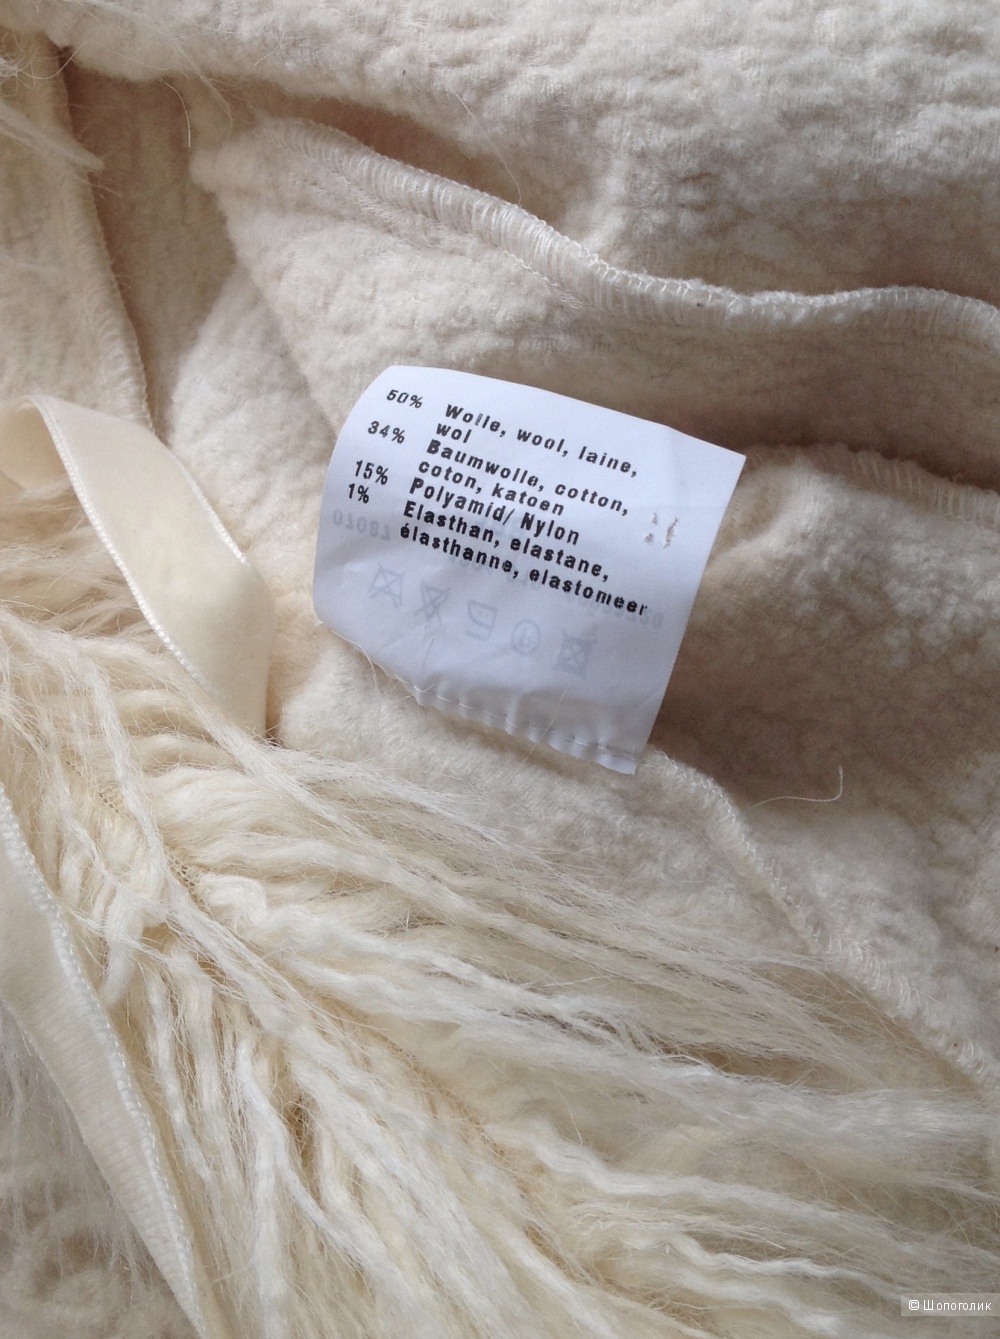 50% Wolle, wool, laine,
wol
34% Baumwolle, cotton,
coton, katoen
15% Polyamid/ Nylon
1% Elasthan, elastane,
élasthanne, elastomeer
© Шопоголик